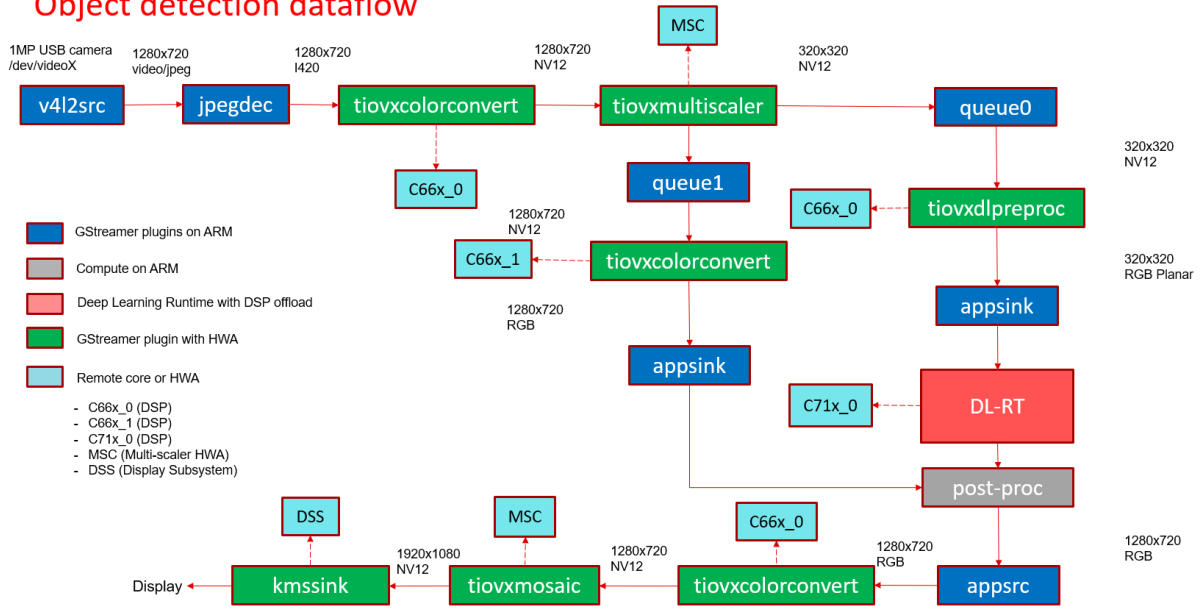 Object detection dataflow
MSC
1MP USB camera
/dev/videoX
1280x720
video/jpeg
1280x720
I420
1280x720
NV12
320x320
NV12
v4l2src
jpegdec
tiovxcolorconvert
tiovxmultiscaler
queue0
320x320
NV12
C66x_0
queue1
C66x_0
tiovxdlpreproc
1280x720
NV12
GStreamer plugins on ARM
C66x_1
tiovxcolorconvert
320x320
RGB Planar
Compute on ARM
Deep Learning Runtime with DSP offload
1280x720
RGB
appsink
GStreamer plugin with HWA
appsink
Remote core or HWA
- C66x_0 (DSP)
- C66x_1 (DSP)
- C71x_0 (DSP)
- MSC (Multi-scaler HWA)
- DSS (Display Subsystem)
C71x_0
DL-RT
post-proc
DSS
MSC
C66x_0
1920x1080
NV12
1280x720
NV12
1280x720
RGB
1280x720
RGB
Display
kmssink
tiovxmosaic
tiovxcolorconvert
appsrc